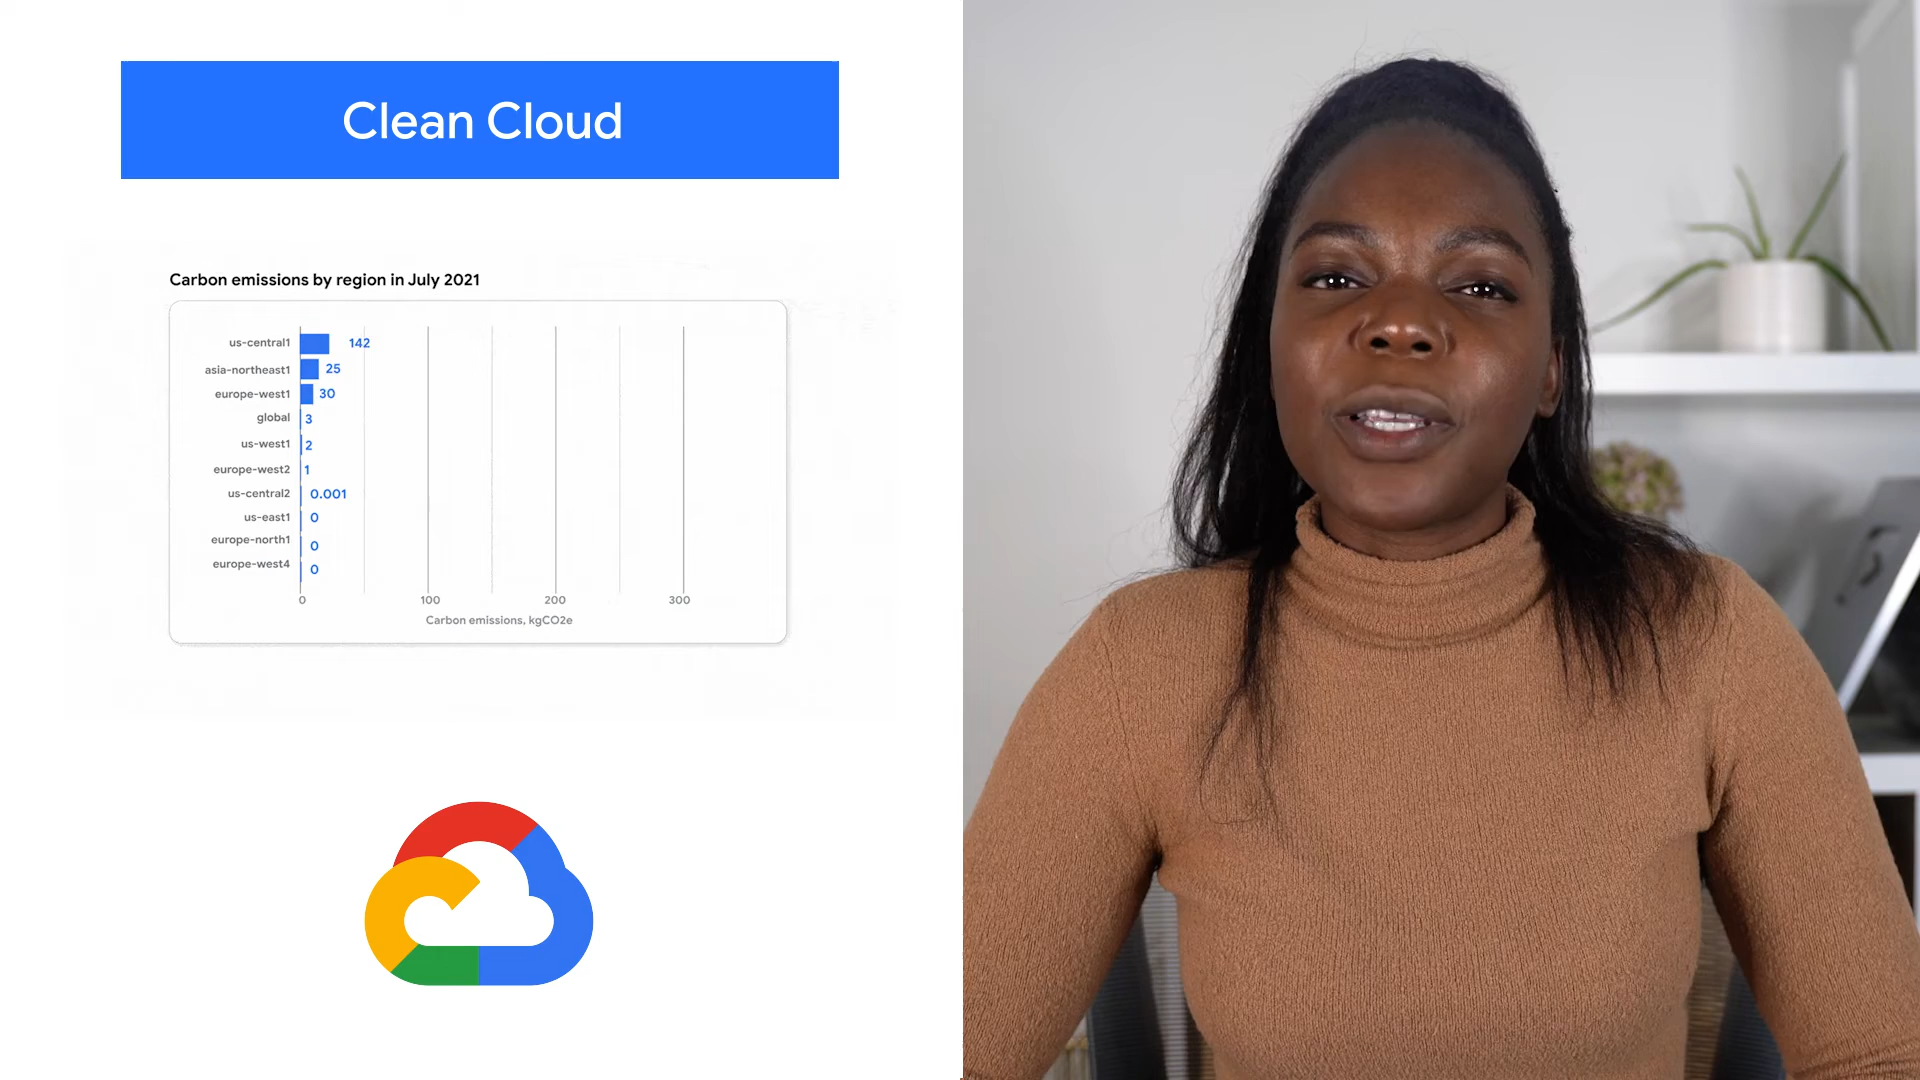 Clean Cloud
Carbon emissions by region in July 2021
us-central1 142
asia-northeast1 25
europe-west1 30
global 3
us-west1 2
europe-west2 1
us-central2 0.001
us-east1 0
europe-north1 0
europe-west4 0
0 100 200 300
Carbon emissions, kgCO2e